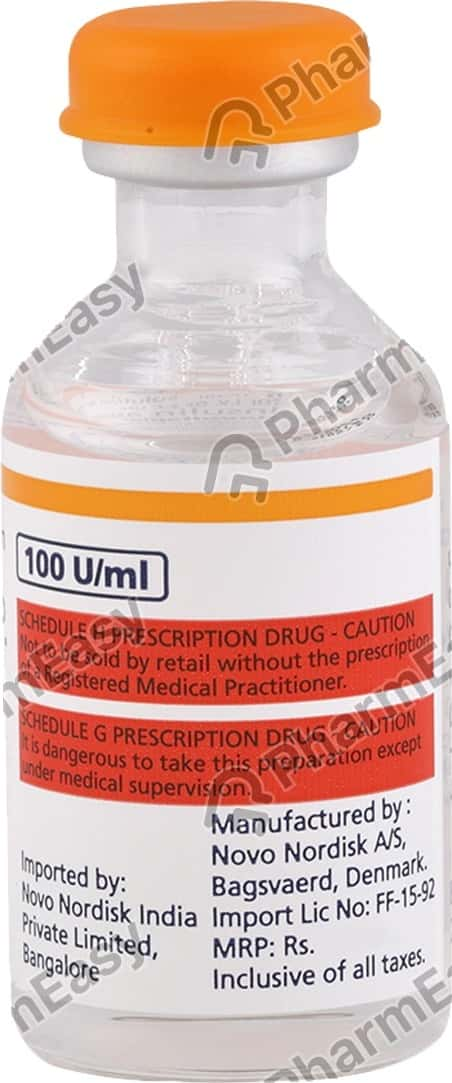 100 U/ml
SCHEDULE H PRESCRIPTION DRUG - CAUTION
Not to be sold by retail without the prescription
of a Registered Medical Practitioner.
SCHEDULE G PRESCRIPTION DRUG - CAUTION
It is dangerous to take this preparation except
under medical supervision.
Imported by:
Novo Nordisk India
Private Limited,
Bangalore
Manufactured by :
Novo Nordisk A/S,
Bagsvaerd, Denmark.
Import Lic No: FF-15-92
MRP: Rs.
Inclusive of all taxes.
PharmEasy